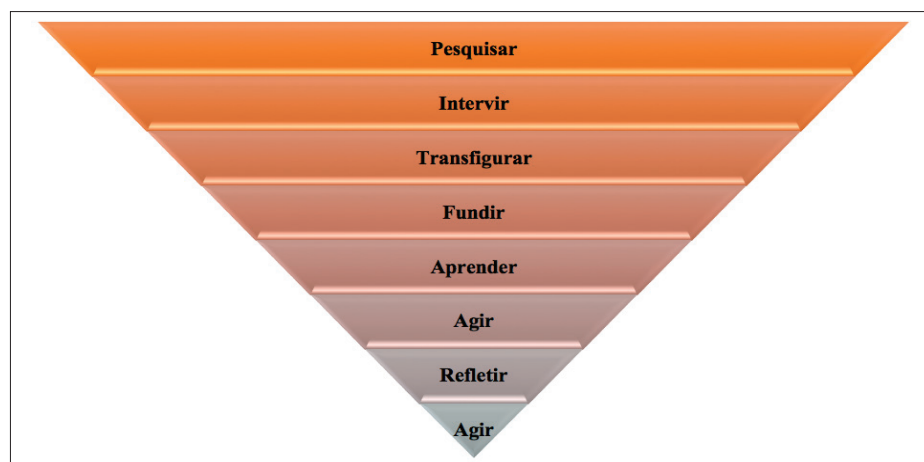 Pesquisar
Intervir
Transfigurar
Fundir
Aprender
Agir
Refletir
Agir